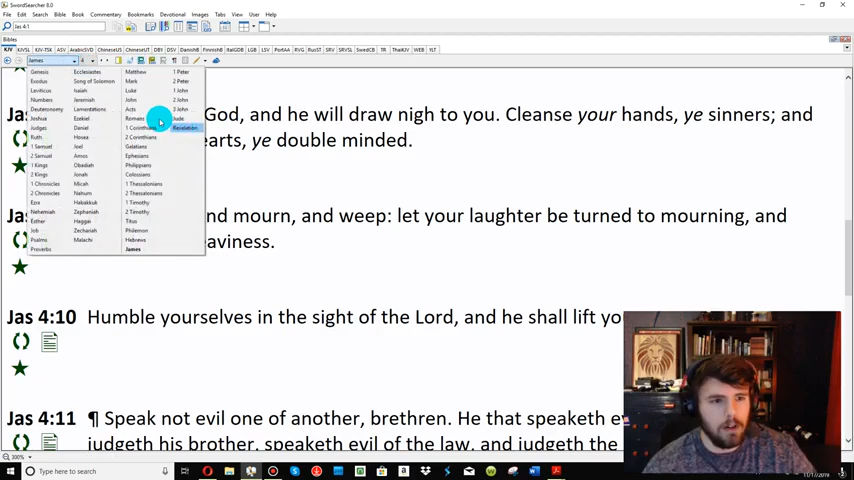 SwordSearcher 8.0
File Edit Search Bible Book Commentary Bookmarks Devotional Images Tabs View User Help
Jas 4:1
Bibles
KJV KJVSL KJV-TSK ASV ArabicSVD ChineseUS ChineseUT DSV DanishB FinnishB ItalGDB LGB LSV PortAA RVG RusST SRV SRVSL SwedCB TR ThaiKJV WEB YLT
James 4
Genesis Ecclesiastes Matthew 1 Peter
Exodus Song of Solomon Mark 2 Peter
Leviticus Isaiah Luke 1 John
Numbers Jeremiah John 2 John
Deuteronomy Lamentations Acts 3 John
Joshua Ezekiel Romans Jude
Judges Daniel 1 Corinthians Revelation
Ruth Hosea 2 Corinthians
1 Samuel Joel Galatians
2 Samuel Amos Ephesians
1 Kings Obadiah Philippians
2 Kings Jonah Colossians
1 Chronicles Micah 1 Thessalonians
2 Chronicles Nahum 2 Thessalonians
Ezra Habakkuk 1 Timothy
Nehemiah Zephaniah 2 Timothy
Esther Haggai Titus
Job Zechariah Philemon
Psalms Malachi Hebrews
Proverbs James
Jas God, and he will draw nigh to you. Cleanse your hands, ye sinners; and
earts, ye double minded.
Jas nd mourn, and weep: let your laughter be turned to mourning, and
eaviness.
Jas 4:10 Humble yourselves in the sight of the Lord, and he shall lift yo
Jas 4:11 ¶ Speak not evil one of another, brethren. He that speaketh ev
judgeth his brother, speaketh evil of the law, and judgeth the
300%
Type here to search
11/17/2019